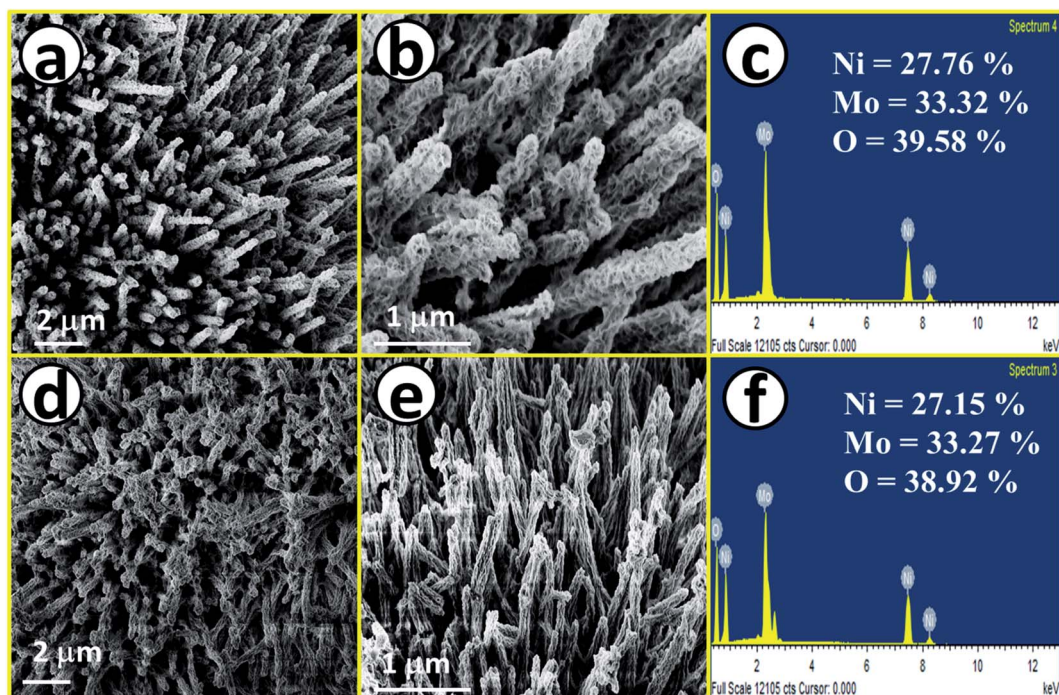 a
2 μm
b
1 μm
c
Spectrum 4
Ni = 27.76 %
Mo = 33.32 %
O = 39.58 %
O
Ni
Mo
Ni
Ni
2 4 6 8 10 12
Full Scale 12105 cts Cursor: 0.000 keV
d
2 μm
e
1 μm
f
Spectrum 3
Ni = 27.15 %
Mo = 33.27 %
O = 38.92 %
O
Ni
Mo
Ni
Ni
2 4 6 8 10 12
Full Scale 12105 cts Cursor: 0.000 keV